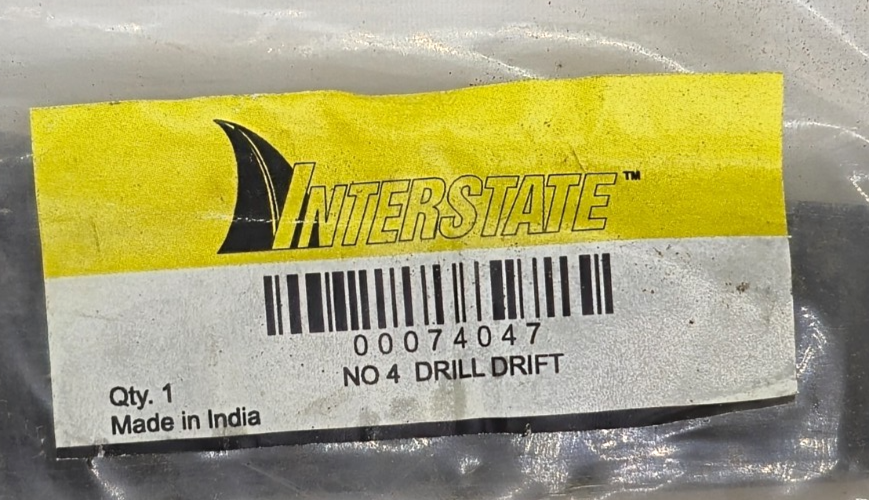 INTERSTATE™
00074047
NO 4 DRILL DRIFT
Qty. 1
Made in India